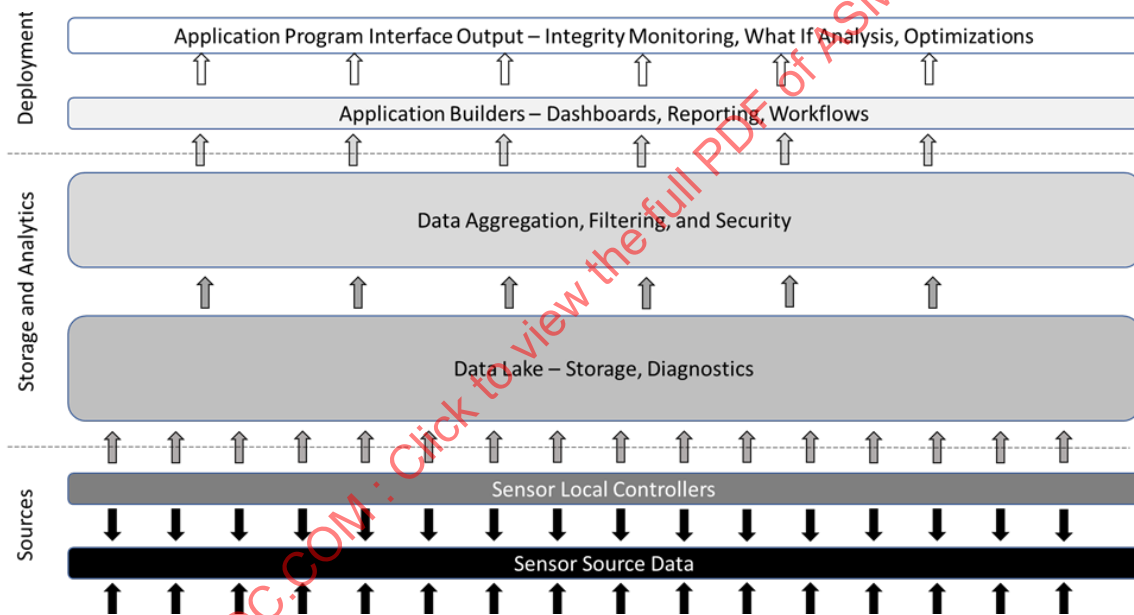 Deployment
Application Program Interface Output – Integrity Monitoring, What If Analysis, Optimizations
Application Builders – Dashboards, Reporting, Workflows
Storage and Analytics
Data Aggregation, Filtering, and Security
Data Lake – Storage, Diagnostics
Sources
Sensor Local Controllers
Sensor Source Data
C.COM : Click to view the full PDF of ASM